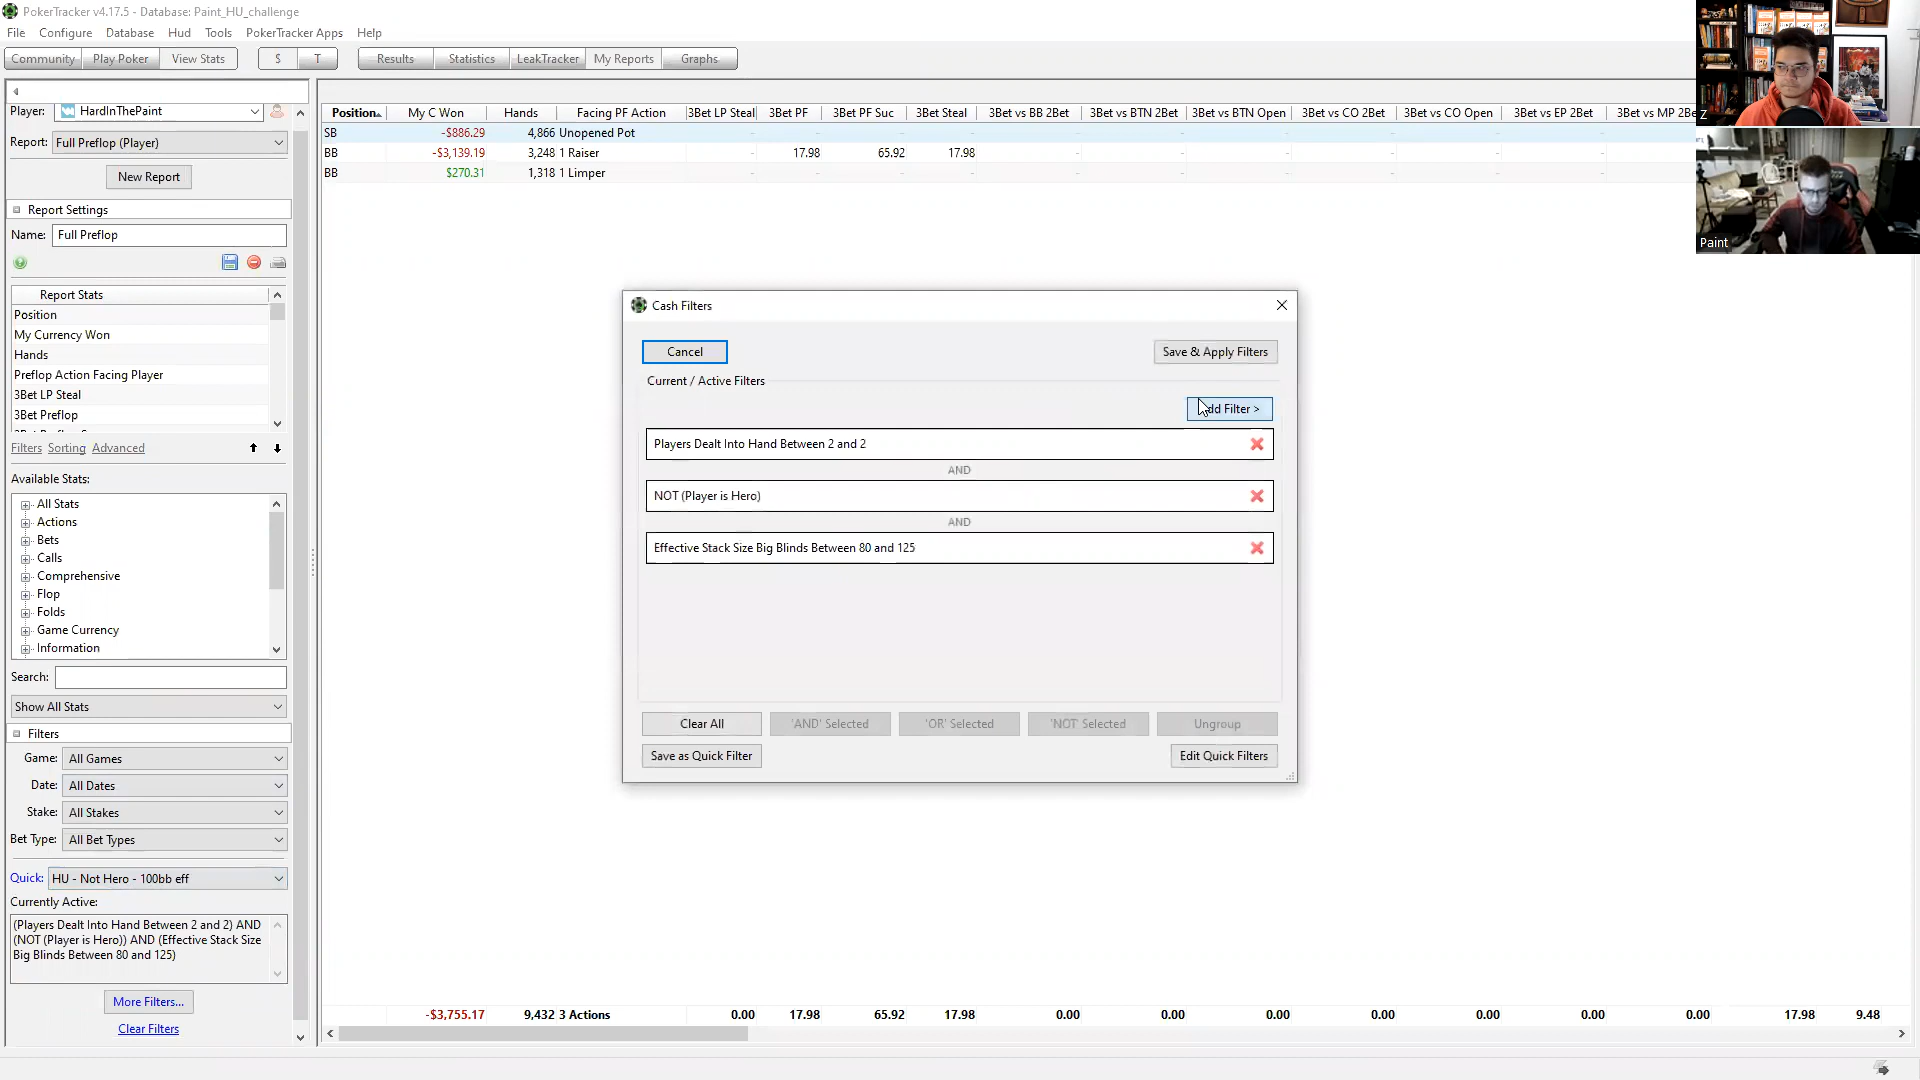 PokerTracker v4.17.5 - Database: Paint_HU_challenge
File Configure Database Hud Tools PokerTracker Apps Help
Community Play Poker View Stats $ T Results Statistics LeakTracker My Reports Graphs
Player: HardInThePaint
Report: Full Preflop (Player)
New Report
Report Settings
Name: Full Preflop
Report Stats
Position
My Currency Won
Hands
Preflop Action Facing Player
3Bet LP Steal
3Bet Preflop
Filters Sorting Advanced
Available Stats:
All Stats
Actions
Bets
Calls
Comprehensive
Flop
Folds
Game Currency
Information
Search:
Show All Stats
Filters
Game: All Games
Date: All Dates
Stake: All Stakes
Bet Type: All Bet Types
Quick: HU - Not Hero - 100bb eff
Currently Active:
(Players Dealt Into Hand Between 2 and 2) AND
(NOT (Player is Hero)) AND (Effective Stack Size
Big Blinds Between 80 and 125)
More Filters...
Clear Filters
Position My C Won Hands Facing PF Action 3Bet LP Steal 3Bet PF 3Bet PF Suc 3Bet Steal 3Bet vs BB 2Bet 3Bet vs BTN 2Bet 3Bet vs BTN Open 3Bet vs CO 2Bet 3Bet vs CO Open 3Bet vs EP 2Bet 3Bet vs MP 2Be
SB -$886.29 4,866 Unopened Pot - - - - - - - - - -
BB -$3,139.19 3,248 1 Raiser - 17.98 65.92 17.98 - - - - - -
BB $270.31 1,318 1 Limper - - - - - - - - - -
Cash Filters
Cancel Save & Apply Filters
Current / Active Filters
Filter >
Players Dealt Into Hand Between 2 and 2
AND
NOT (Player is Hero)
AND
Effective Stack Size Big Blinds Between 80 and 125
Clear All 'AND' Selected 'OR' Selected 'NOT' Selected Ungroup
Save as Quick Filter Edit Quick Filters
-$3,755.17 9,432 3 Actions 0.00 17.98 65.92 17.98 0.00 0.00 0.00 0.00 0.00 0.00 0.00 17.98 9.48
Z
Paint